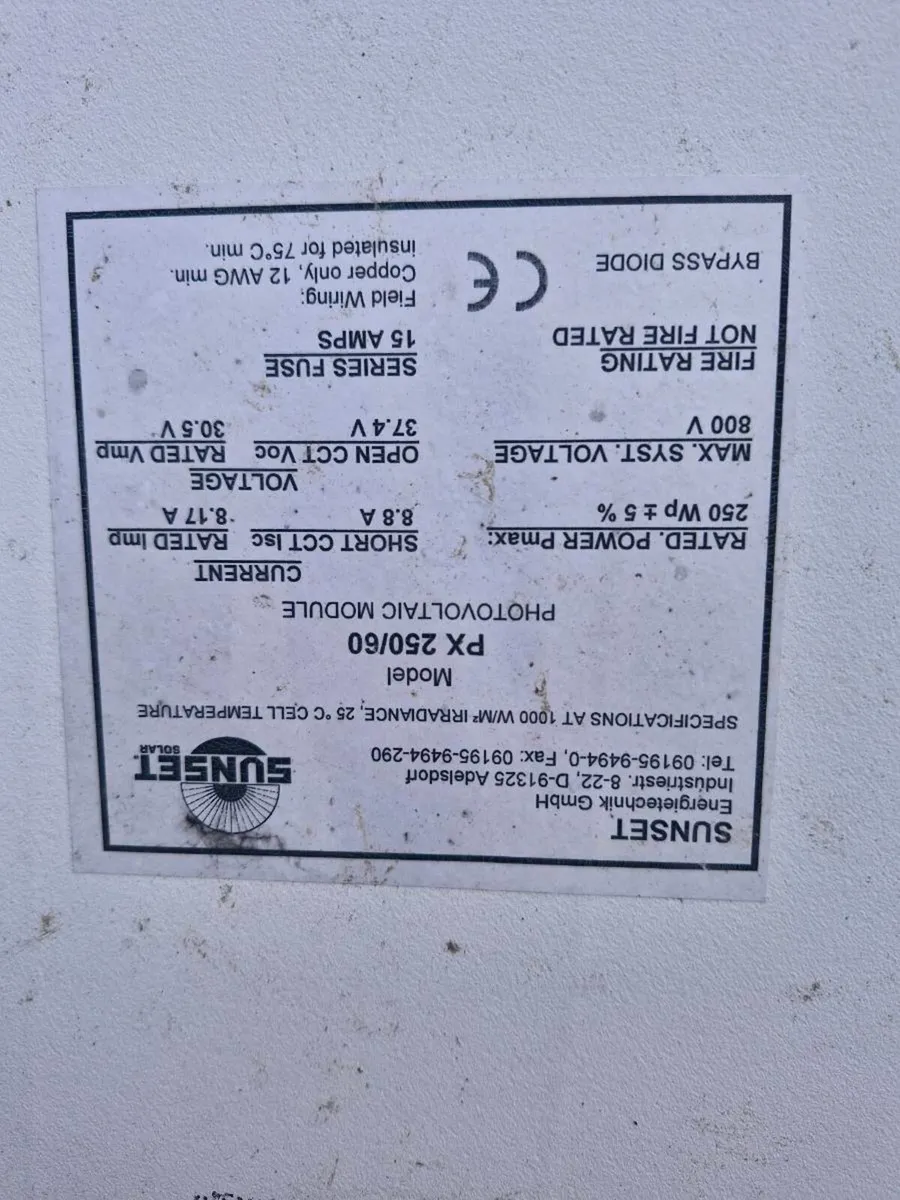 SUNSET
Energietechnik GmbH
Industriestr. 8-22, D-91325 Adelsdorf
Tel: 09195-9494-0, Fax: 09195-9494-290
SUNSET
SOLAR
SPECIFICATIONS AT 1000 W/M² IRRADIANCE, 25 °C CELL TEMPERATURE
Model
PX 250/60
PHOTOVOLTAIC MODULE
RATED. POWER Pmax:
250 Wp ± 5 %
CURRENT
SHORT CCT Isc RATED Imp
8.8 A 8.17 A
MAX. SYST. VOLTAGE
800 V
VOLTAGE
OPEN CCT Voc RATED Vmp
37.4 V 30.5 V
FIRE RATING
NOT FIRE RATED
SERIES FUSE
15 AMPS
BYPASS DIODE
CE
Field Wiring:
Copper only, 12 AWG min.
insulated for 75°C min.